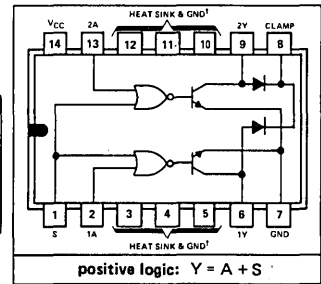 HEAT SINK & GND†
VCC 2A 2Y CLAMP
14 13 12 11 10 9 8
1 2 3 4 5 6 7
S 1A 1Y GND
HEAT SINK & GND†
positive logic: Y = A + S